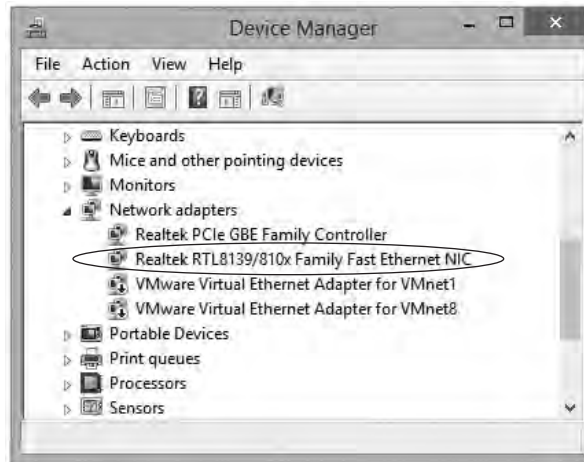 Device Manager
File Action View Help
Keyboards
Mice and other pointing devices
Monitors
Network adapters
Realtek PCIe GBE Family Controller
Realtek RTL8139/810x Family Fast Ethernet NIC
VMware Virtual Ethernet Adapter for VMnet1
VMware Virtual Ethernet Adapter for VMnet8
Portable Devices
Print queues
Processors
Sensors